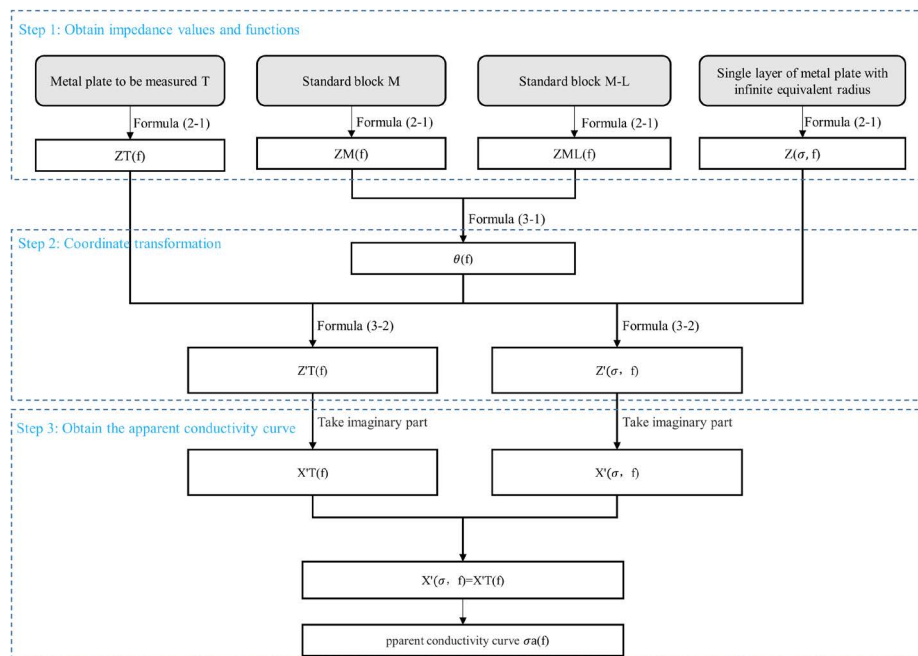 Step 1: Obtain impedance values and functions
Metal plate to be measured T
Standard block M
Standard block M-L
Single layer of metal plate with
infinite equivalent radius
Formula (2-1)
Formula (2-1)
Formula (2-1)
Formula (2-1)
ZT(f)
ZM(f)
ZML(f)
Z(σ, f)
Formula (3-1)
Step 2: Coordinate transformation
θ(f)
Formula (3-2)
Formula (3-2)
Z'T(f)
Z'(σ, f)
Step 3: Obtain the apparent conductivity curve
Take imaginary part
Take imaginary part
X'T(f)
X'(σ, f)
X'(σ, f)=X'T(f)
pparent conductivity curve σa(f)